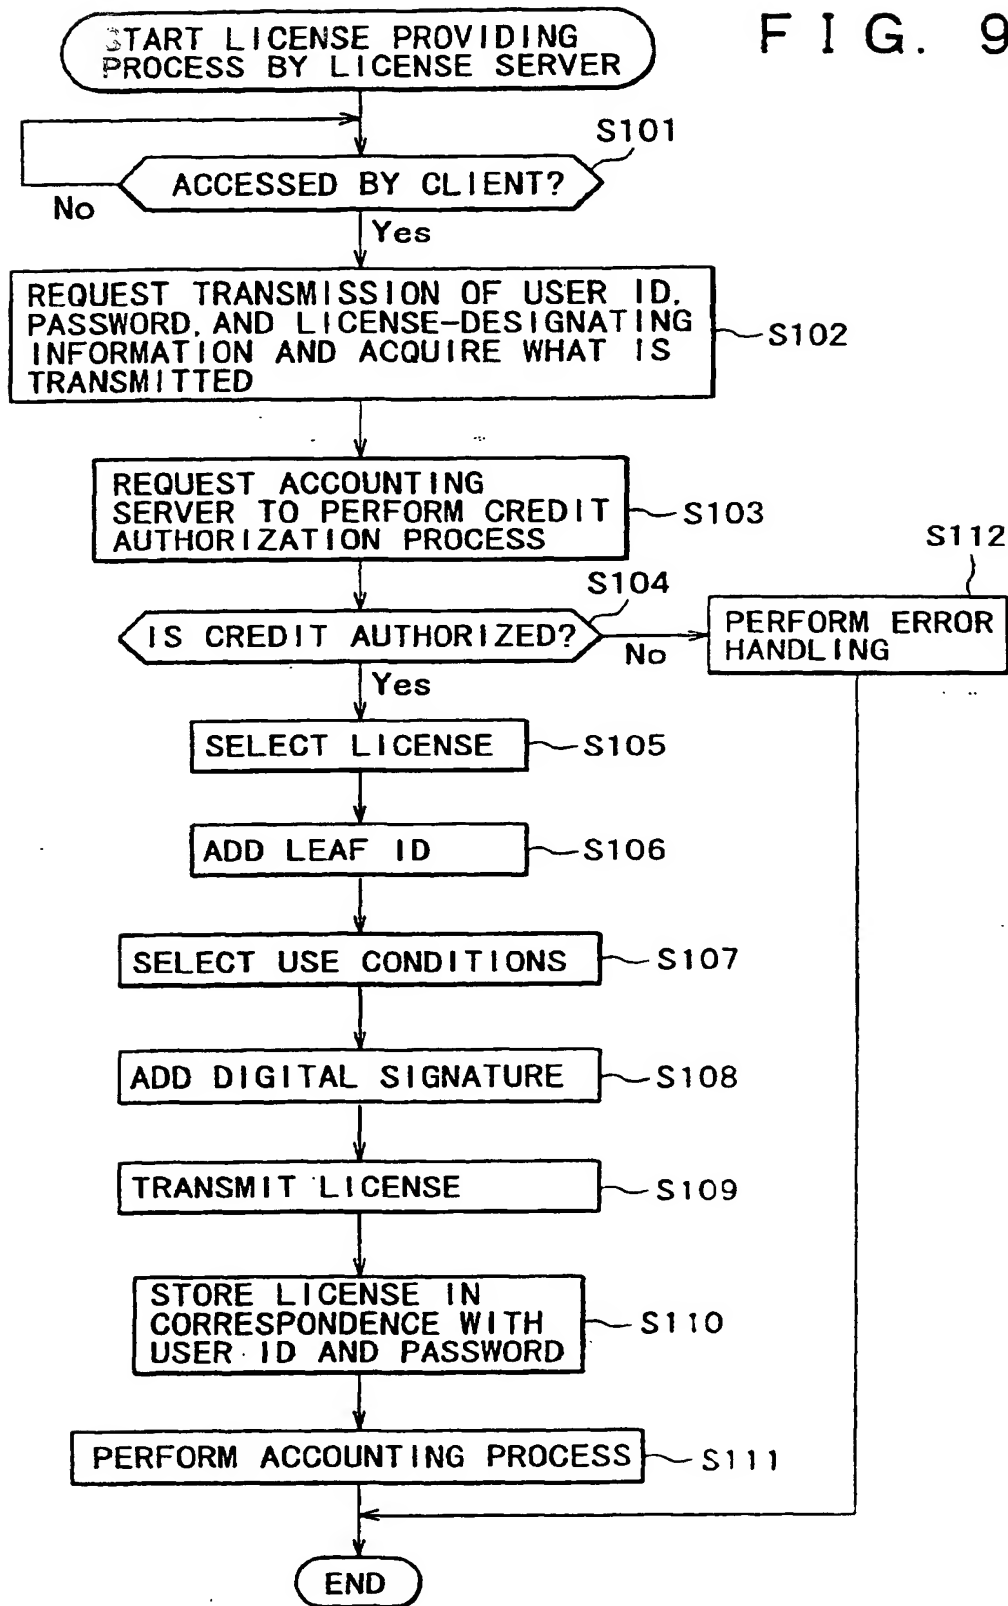 FIG. 9
START LICENSE PROVIDING
PROCESS BY LICENSE SERVER
S101
ACCESSED BY CLIENT?
No
Yes
REQUEST TRANSMISSION OF USER ID,
PASSWORD, AND LICENSE-DESIGNATING
INFORMATION AND ACQUIRE WHAT IS
TRANSMITTED
S102
REQUEST ACCOUNTING
SERVER TO PERFORM CREDIT
AUTHORIZATION PROCESS
S103
S104
IS CREDIT AUTHORIZED?
No
Yes
S112
PERFORM ERROR
HANDLING
SELECT LICENSE
S105
ADD LEAF ID
S106
SELECT USE CONDITIONS
S107
ADD DIGITAL SIGNATURE
S108
TRANSMIT LICENSE
S109
STORE LICENSE IN
CORRESPONDENCE WITH
USER ID AND PASSWORD
S110
PERFORM ACCOUNTING PROCESS
S111
END